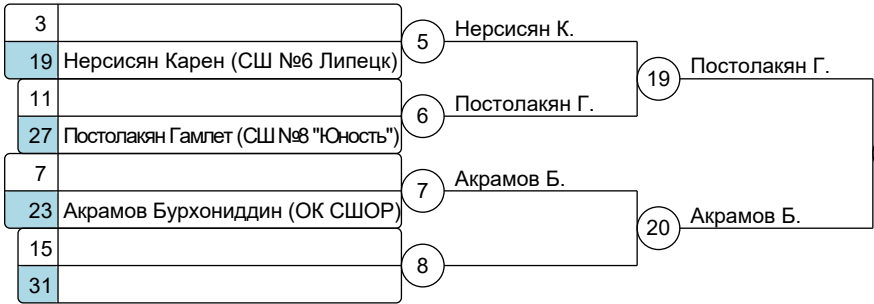 3
5 Нерсисян К.
19 Нерсисян Карен (СШ №6 Липецк)
19 Постолакян Г.
11
6 Постолакян Г.
27 Постолакян Гамлет (СШ №8 "Юность")
7
7 Акрамов Б.
23 Акрамов Бурхониддин (ОК СШОР)
20 Акрамов Б.
15
8
31